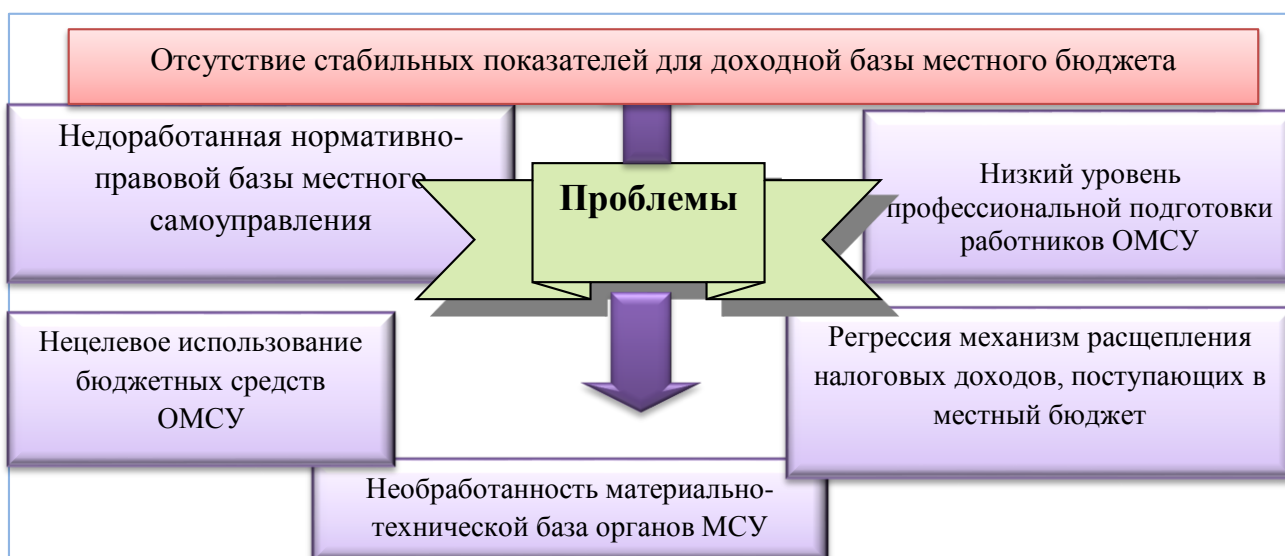 Отсутствие стабильных показателей для доходной базы местного бюджета
Недоработанная нормативно-
правовой базы местного
самоуправления
Проблемы
Низкий уровень
профессиональной подготовки
работников ОМСУ
Нецелевое использование
бюджетных средств
ОМСУ
Регрессия механизм расщепления
налоговых доходов, поступающих в
местный бюджет
Необработанность материально-
технической база органов МСУ